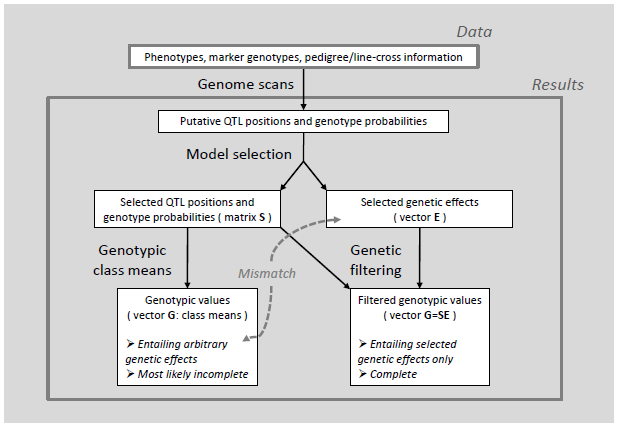 Data
Phenotypes, marker genotypes, pedigree/line-cross information
Genome scans
Results
Putative QTL positions and genotype probabilities
Model selection
Selected QTL positions and
genotype probabilities ( matrix S )
Selected genetic effects
(vector E )
Genotypic
class means
Mismatch
Genetic
filtering
Genotypic values
( vector G: class means )
➤ Entailing arbitrary
genetic effects
➤ Most likely incomplete
Filtered genotypic values
( vector G=SE )
➤ Entailing selected
genetic effects only
➤ Complete